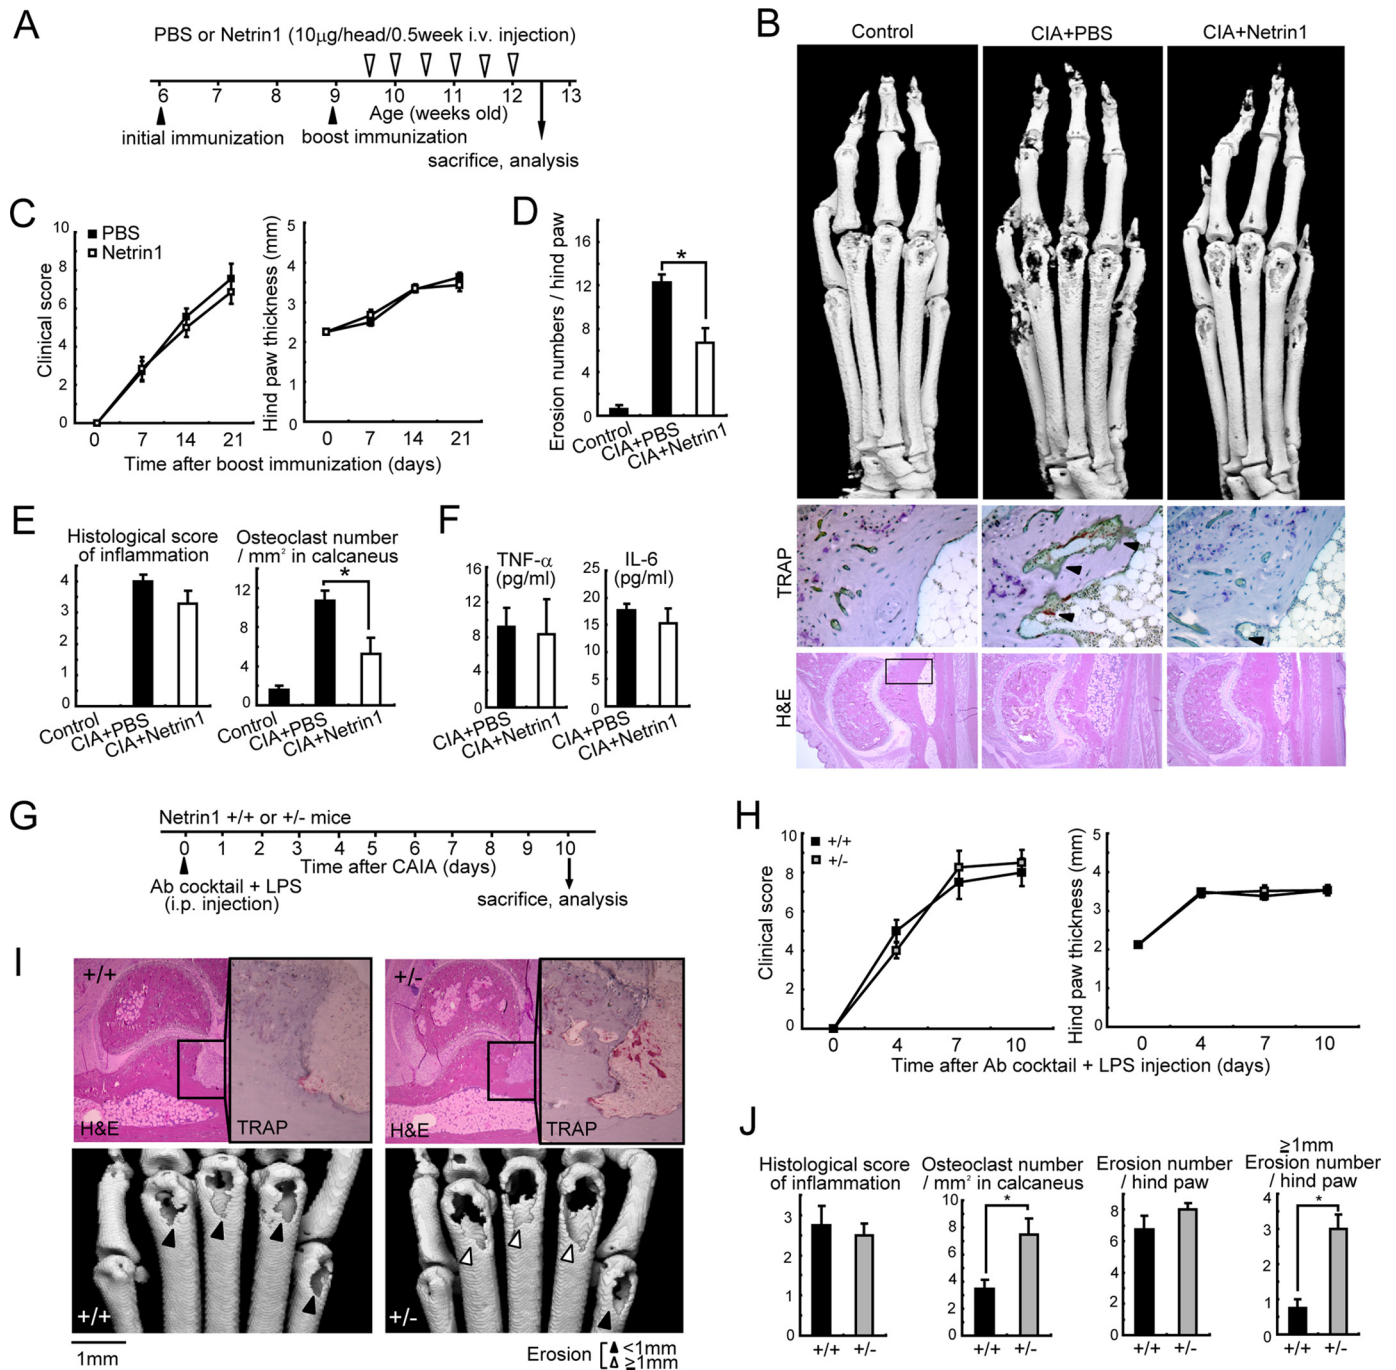 A
PBS or Netrin1 (10μg/head/0.5week i.v. injection)
6 7 8 9 10 11 12 13
Age (weeks old)
initial immunization
boost immunization
sacrifice, analysis
B
Control CIA+PBS CIA+Netrin1
TRAP
H&E
C
PBS
Netrin1
Clinical score
10
8
6
4
2
0
0 7 14 21
Hind paw thickness (mm)
5
4
3
2
1
0
0 7 14 21
Time after boost immunization (days)
D
Erosion numbers / hind paw
16
12
8
4
0
*
Control
CIA+PBS
CIA+Netrin1
E
Histological score
of inflammation
4
3
2
1
0
Control
CIA+PBS
CIA+Netrin1
Osteoclast number
/ mm² in calcaneus
12
8
4
0
*
Control
CIA+PBS
CIA+Netrin1
F
TNF-α
(pg/ml)
16
12
8
4
0
CIA+PBS
CIA+Netrin1
IL-6
(pg/ml)
25
20
15
10
5
0
CIA+PBS
CIA+Netrin1
G
Netrin1 +/+ or +/- mice
0 1 2 3 4 5 6 7 8 9 10
Time after CAIA (days)
Ab cocktail + LPS
(i.p. injection)
sacrifice, analysis
H
+/+
+/-
Clinical score
10
8
6
4
2
0
0 4 7 10
Hind paw thickness (mm)
5
4
3
2
1
0
0 4 7 10
Time after Ab cocktail + LPS injection (days)
I
+/+
H&E
TRAP
+/-
H&E
TRAP
+/+
+/-
1mm
Erosion
<1mm
≧1mm
J
Histological score
of inflammation
3
2
1
0
+/+ +/-
Osteoclast number
/ mm² in calcaneus
10
8
6
4
2
0
*
+/+ +/-
Erosion number
/ hind paw
8
6
4
2
0
+/+ +/-
≧1mm
Erosion number
/ hind paw
4
3
2
1
0
*
+/+ +/-